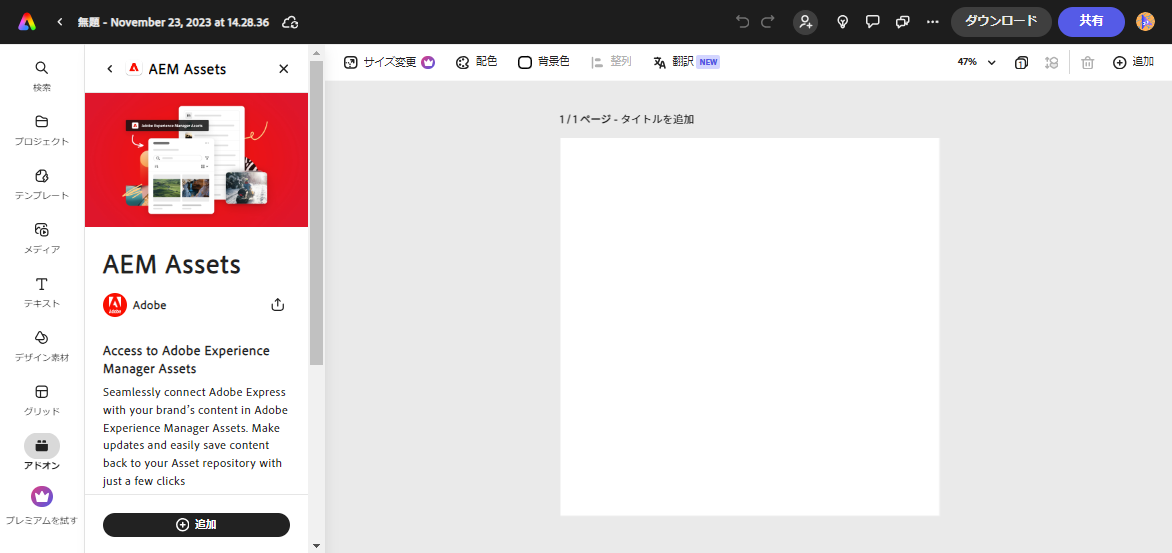 無題 - November 23, 2023 at 14.28.36
ダウンロード
共有
検索
プロジェクト
テンプレート
メディア
テキスト
デザイン素材
グリッド
アドオン
プレミアムを試す
AEM Assets
Adobe Experience Manager Assets
AEM Assets
Adobe
Access to Adobe Experience
Manager Assets
Seamlessly connect Adobe Express
with your brand's content in Adobe
Experience Manager Assets. Make
updates and easily save content
back to your Asset repository with
just a few clicks
追加
サイズ変更
配色
背景色
整列
翻訳 NEW
47%
1
追加
1 / 1 ページ - タイトルを追加